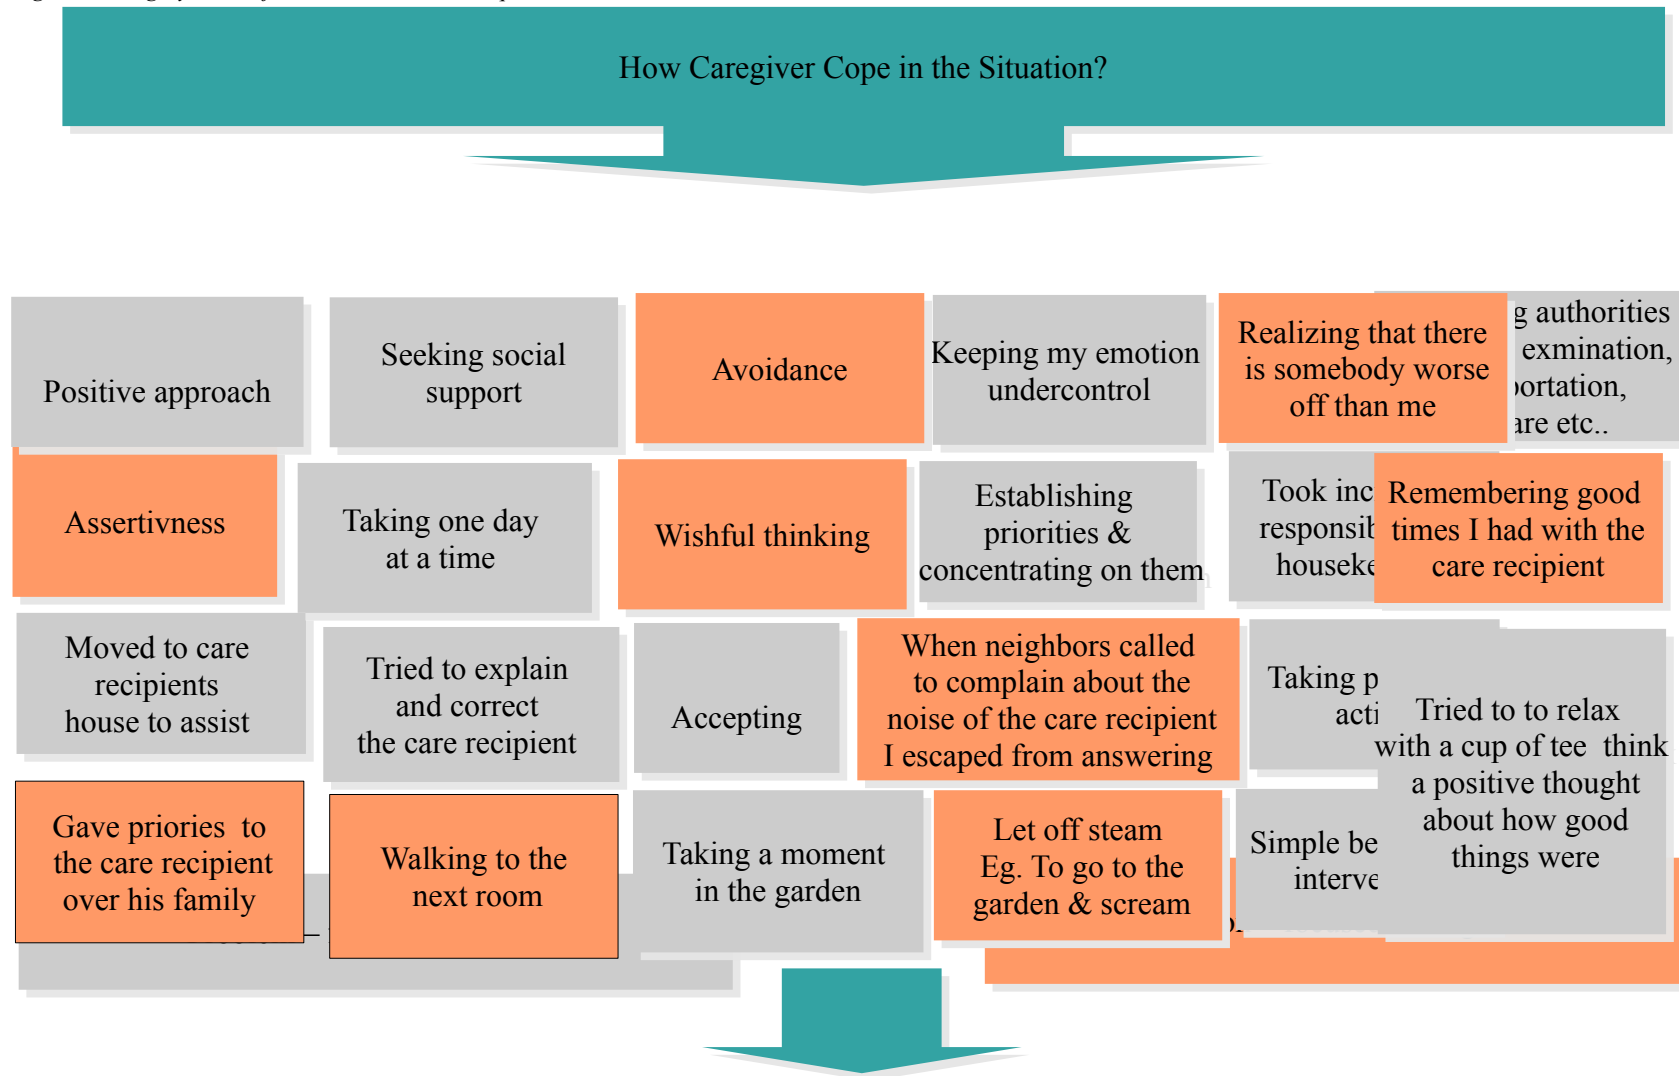 How Caregiver Cope in the Situation?
Positive approach
Seeking social
support
Avoidance
Keeping my emotion
undercontrol
Realizing that there
is somebody worse
off than me
authorities
exmination,
etc..
Assertivness
Taking one day
at a time
Wishful thinking
Establishing
priorities &
concentrating on them
Took
Remembering good
times I had with the
care recipient
Moved to care
recipients
house to assist
Tried to explain
and correct
the care recipient
Accepting
When neighbors called
to complain about the
noise of the care recipient
I escaped from answering
Taking
Tried to to relax
with a cup of tee think
a positive thought
about how good
things were
Gave priories to
the care recipient
over his family
Walking to the
next room
Taking a moment
in the garden
Let off steam
Eg. To go to the
garden & scream
Simple